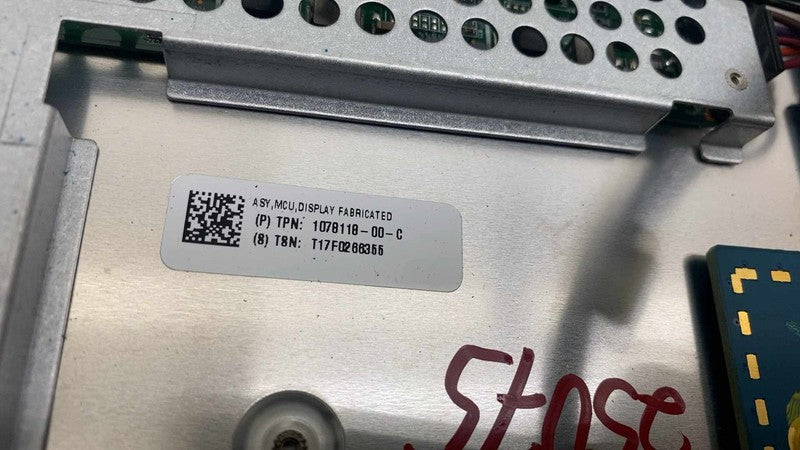 ASY,MCU,DISPLAY FABRICATED
(P) TPN: 1078118-00-C
(S) TSN: T17F0266355